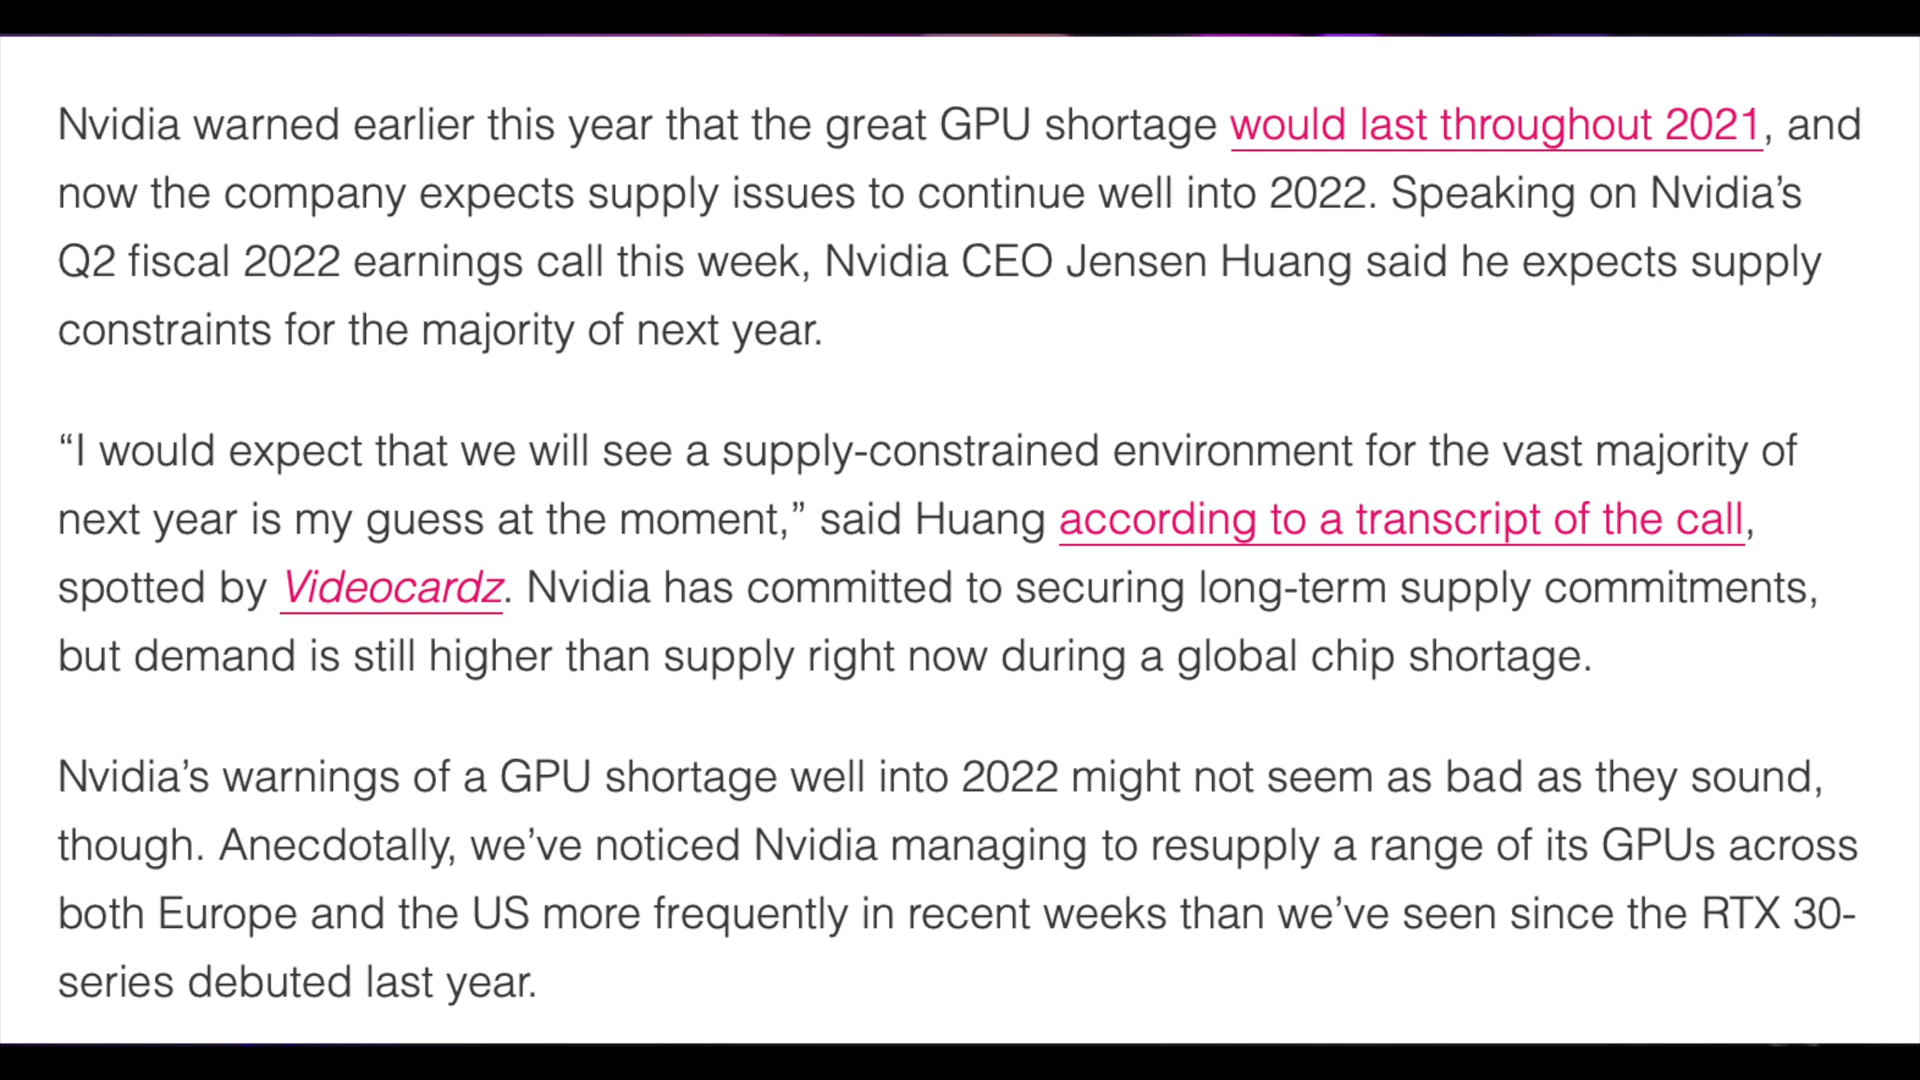 Nvidia warned earlier this year that the great GPU shortage would last throughout 2021, and
now the company expects supply issues to continue well into 2022. Speaking on Nvidia’s
Q2 fiscal 2022 earnings call this week, Nvidia CEO Jensen Huang said he expects supply
constraints for the majority of next year.
“I would expect that we will see a supply-constrained environment for the vast majority of
next year is my guess at the moment,” said Huang according to a transcript of the call,
spotted by Videocardz. Nvidia has committed to securing long-term supply commitments,
but demand is still higher than supply right now during a global chip shortage.
Nvidia’s warnings of a GPU shortage well into 2022 might not seem as bad as they sound,
though. Anecdotally, we’ve noticed Nvidia managing to resupply a range of its GPUs across
both Europe and the US more frequently in recent weeks than we’ve seen since the RTX 30-
series debuted last year.